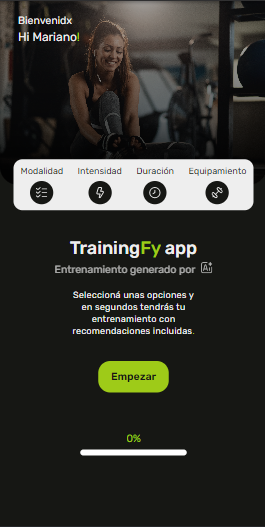 Bienvenidx
Hi Mariano!
Modalidad Intensidad Duración Equipamiento
TrainingFy app
Entrenamiento generado por AI
Seleccioná unas opciones y
en segundos tendrás tu
entrenamiento con
recomendaciones incluidas.
Empezar
0%